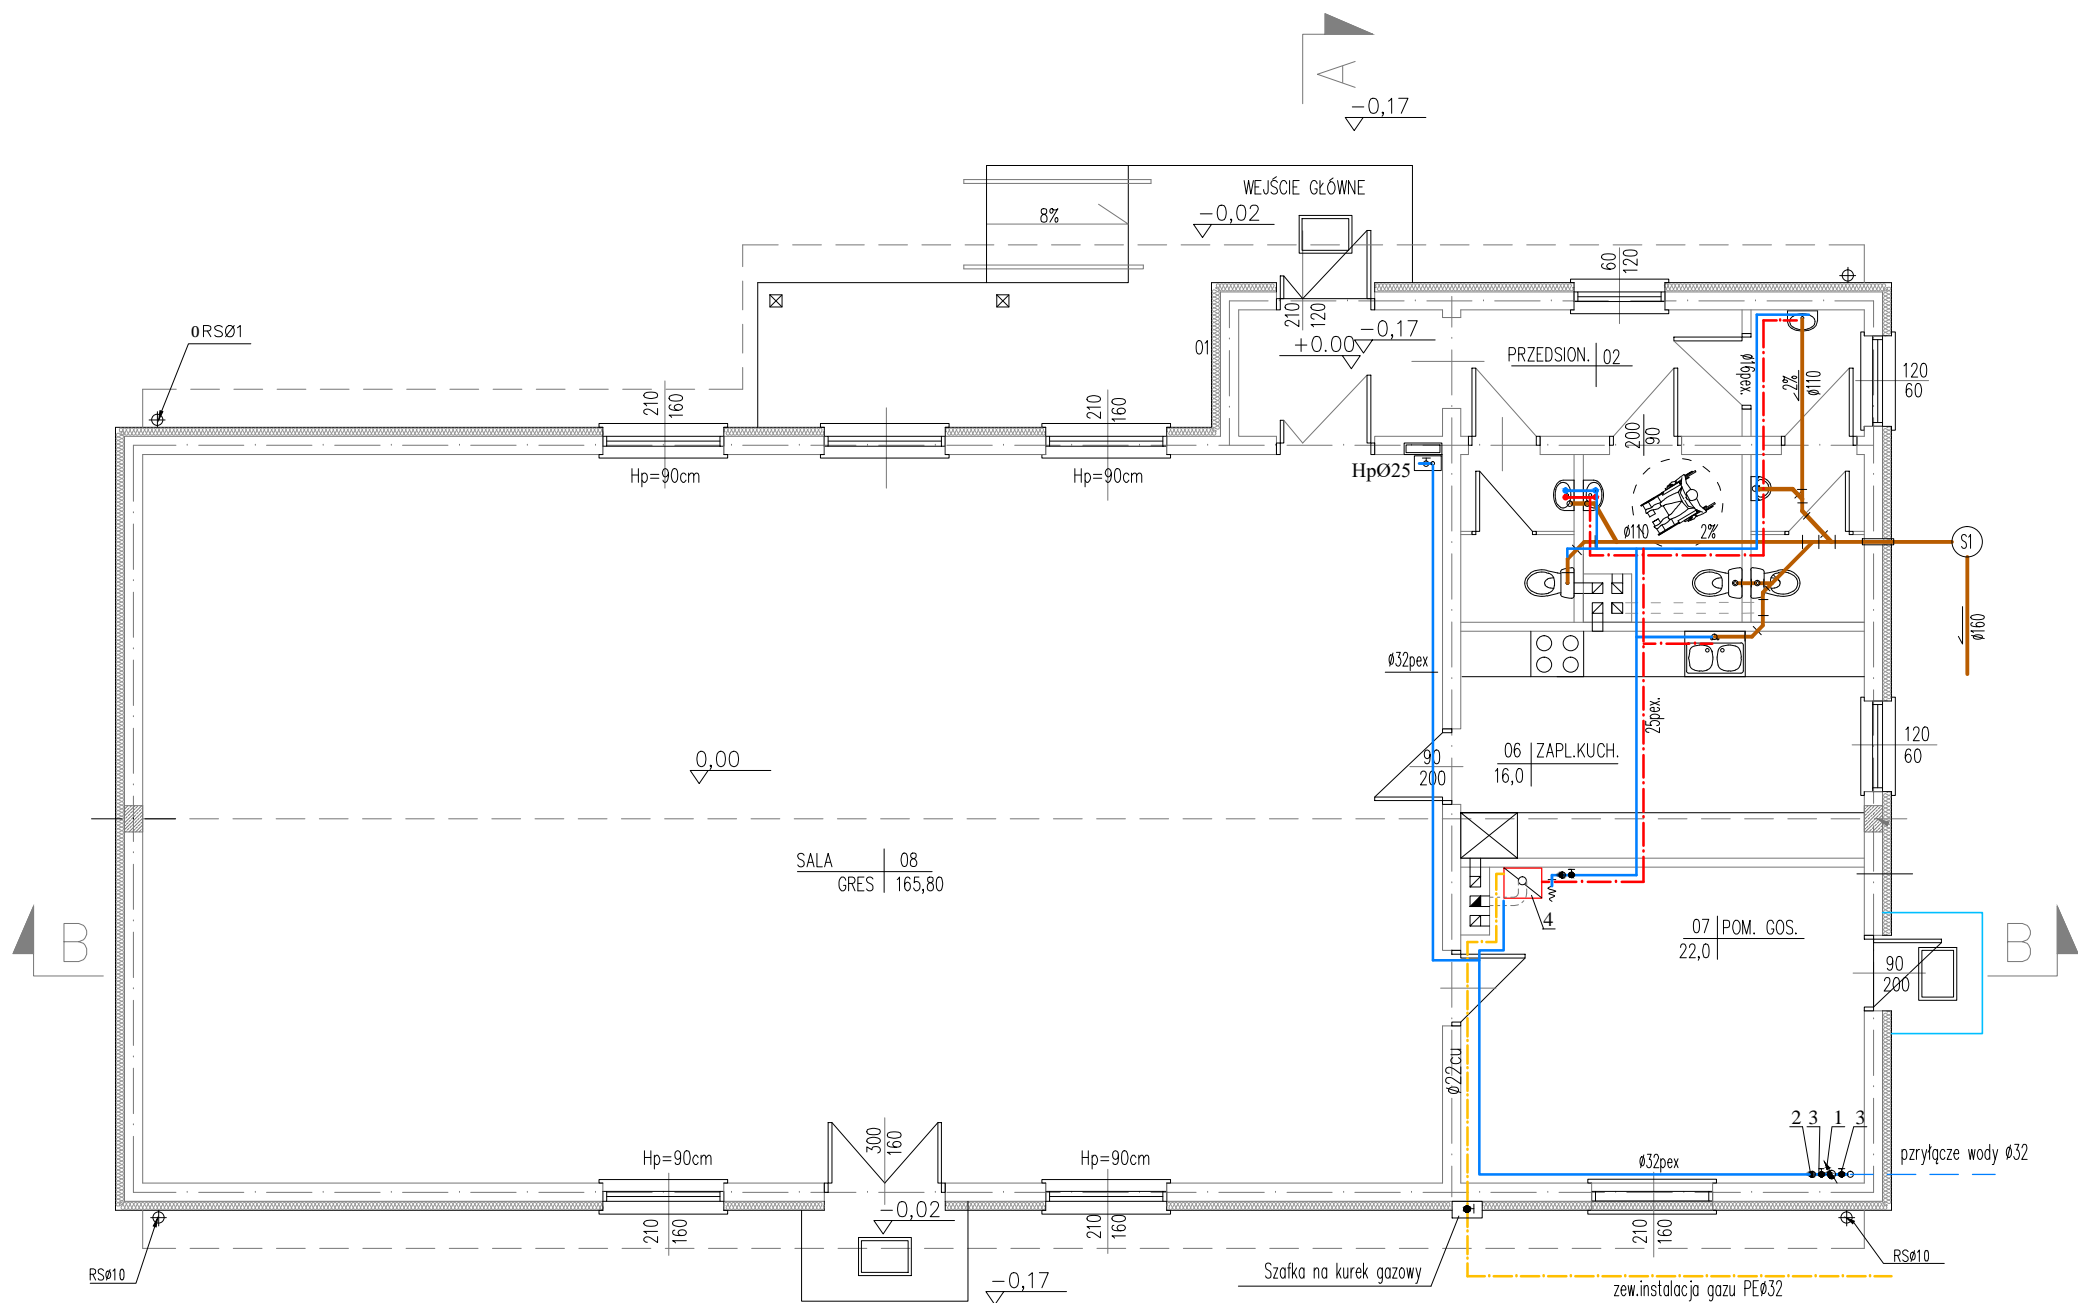 A
-0,17
WEJŚCIE GŁÓWNE
8%
-0,02
60
120
210
120
-0,17
+0.00
01
PRZEDSION. 02
ø16pex.
2%
ø110
120
60
0RSØ1
210
160
210
160
Hp=90cm
Hp=90cm
HpØ25
200
90
ø110
2%
S1
ø160
ø32pex
25pex.
0,00
90
200
06 ZAPL.KUCH.
16,0
120
60
SALA 08
GRES 165,80
4
07 POM. GOS.
22,0
B
B
90
200
ø22cu
2 3 1 3
pzryłącze wody Ø32
ø32pex
Hp=90cm
300
160
Hp=90cm
210
160
-0,02
210
160
210
160
RSø10
RSø10
Szafka na kurek gazowy
-0,17
zew.instalacja gazu PEØ32